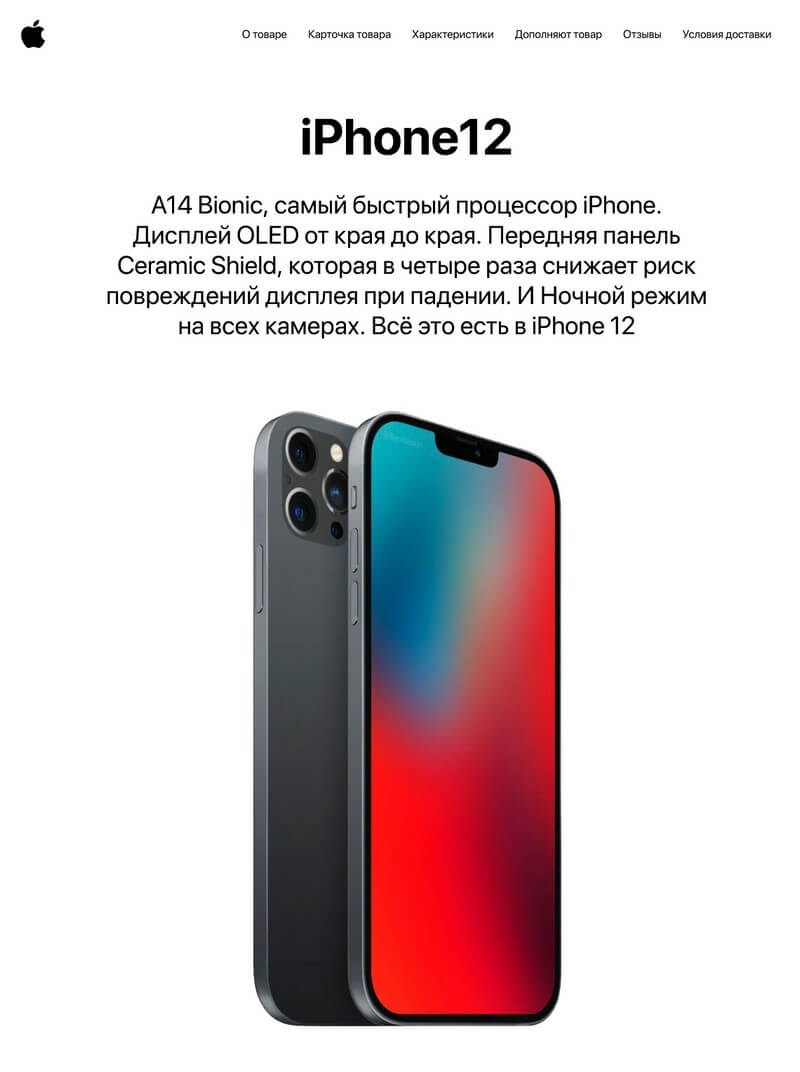 О товаре Карточка товара Характеристики Дополняют товар Отзывы Условия доставки
iPhone12
A14 Bionic, самый быстрый процессор iPhone.
Дисплей OLED от края до края. Передняя панель
Ceramic Shield, которая в четыре раза снижает риск
повреждений дисплея при падении. И Ночной режим
на всех камерах. Всё это есть в iPhone 12